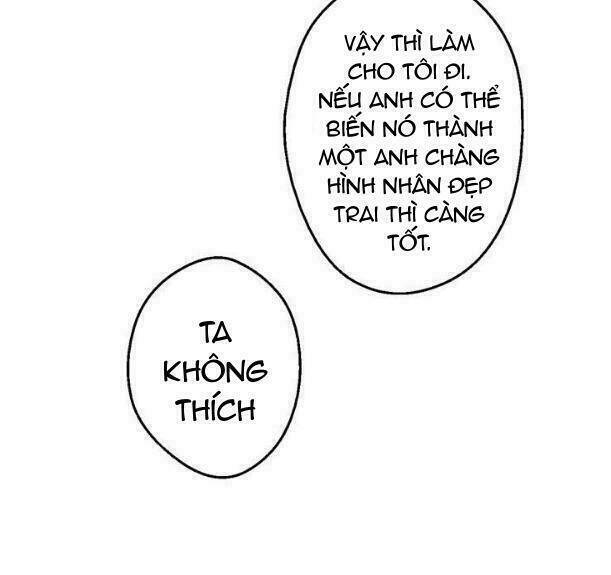 VẬY THÌ LÀM
CHO TÔI ĐI.
NẾU ANH CÓ THỂ
BIẾN NÓ THÀNH
MỘT ANH CHÀNG
HÌNH NHÂN ĐẸP
TRAI THÌ CÀNG
TỐT.
TA
KHÔNG
THÍCH